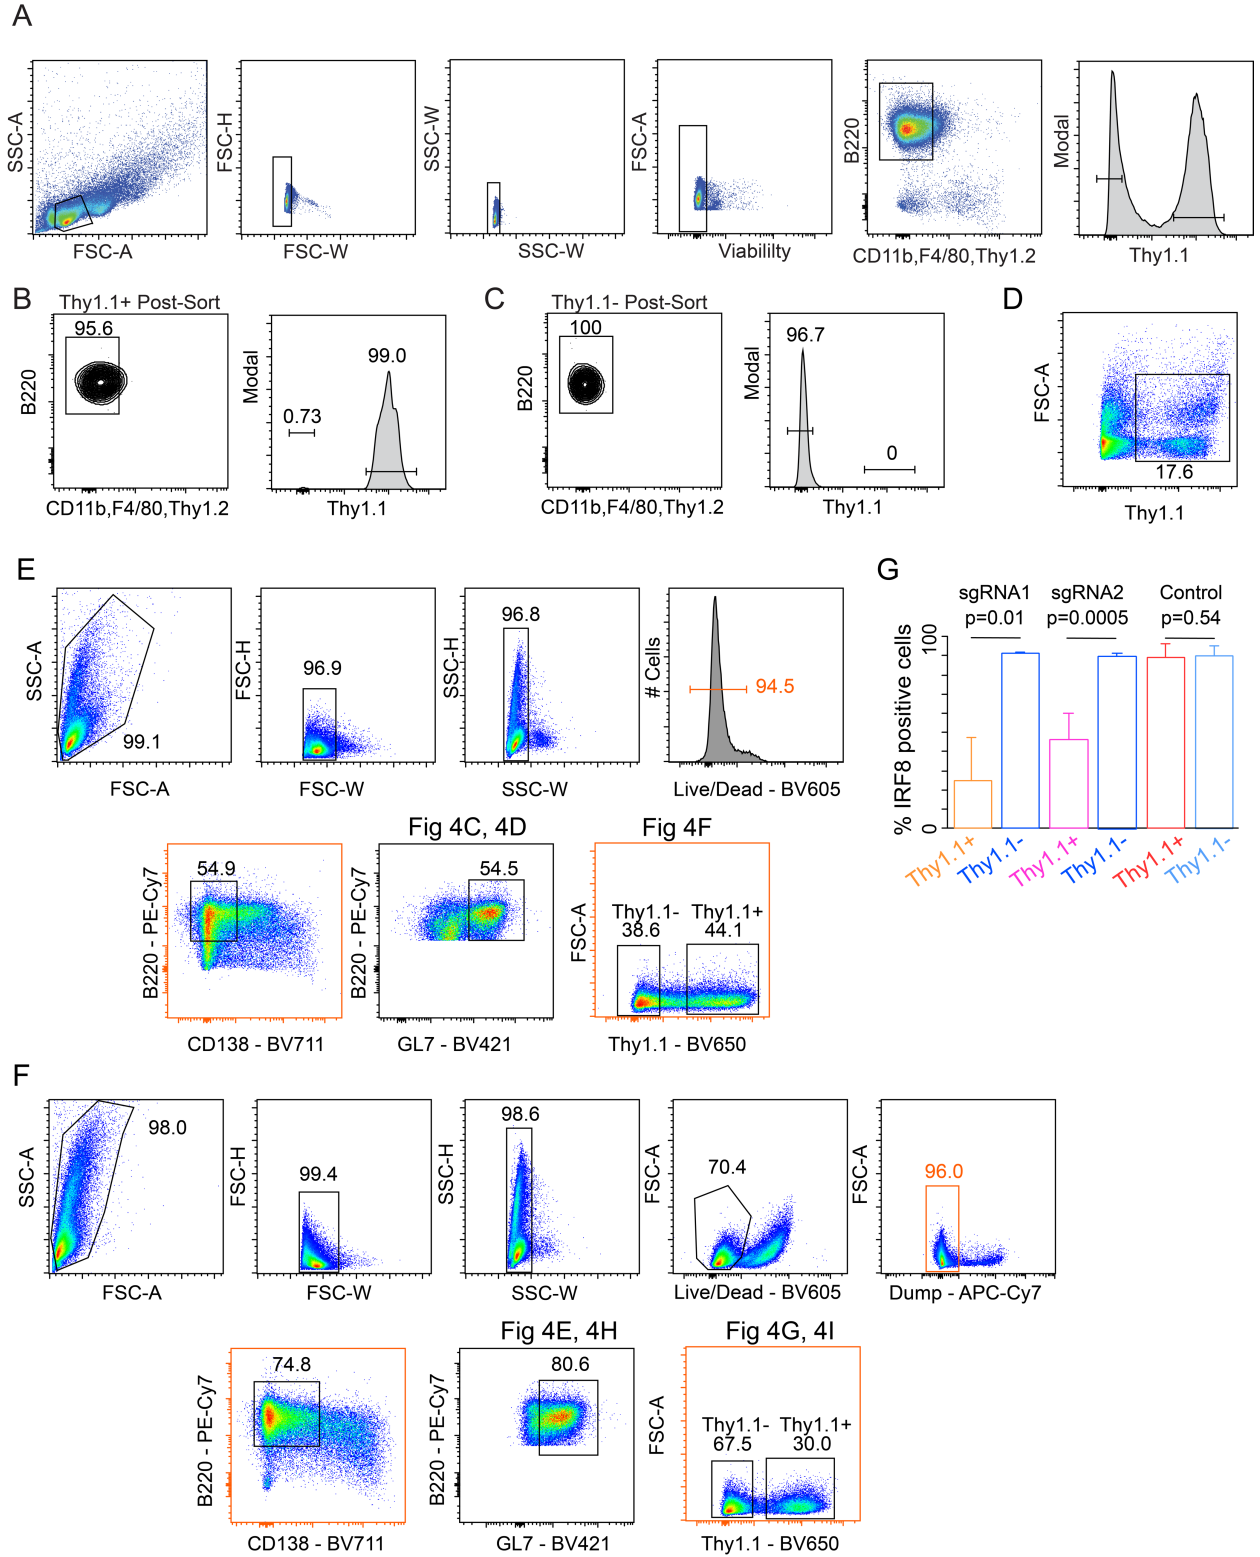 A
SSC-A
FSC-A
FSC-H
FSC-W
SSC-W
SSC-W
FSC-A
Viabililty
B220
CD11b,F4/80,Thy1.2
Modal
Thy1.1
B
Thy1.1+ Post-Sort
95.6
B220
CD11b,F4/80,Thy1.2
Modal
99.0
0.73
Thy1.1
C
Thy1.1- Post-Sort
100
B220
CD11b,F4/80,Thy1.2
Modal
96.7
0
Thy1.1
D
FSC-A
17.6
Thy1.1
E
SSC-A
99.1
FSC-A
FSC-H
96.9
FSC-W
SSC-H
96.8
SSC-W
# Cells
94.5
Live/Dead - BV605
B220 - PE-Cy7
54.9
CD138 - BV711
Fig 4C, 4D
B220 - PE-Cy7
54.5
GL7 - BV421
Fig 4F
FSC-A
Thy1.1- Thy1.1+
38.6 44.1
Thy1.1 - BV650
G
sgRNA1 sgRNA2 Control
p=0.01 p=0.0005 p=0.54
% IRF8 positive cells
100
0
Thy1.1+ Thy1.1- Thy1.1+ Thy1.1- Thy1.1+ Thy1.1-
F
SSC-A
98.0
FSC-A
FSC-H
99.4
FSC-W
SSC-H
98.6
SSC-W
FSC-A
70.4
Live/Dead - BV605
FSC-A
96.0
Dump - APC-Cy7
B220 - PE-Cy7
74.8
CD138 - BV711
Fig 4E, 4H
B220 - PE-Cy7
80.6
GL7 - BV421
Fig 4G, 4I
FSC-A
Thy1.1- Thy1.1+
67.5 30.0
Thy1.1 - BV650